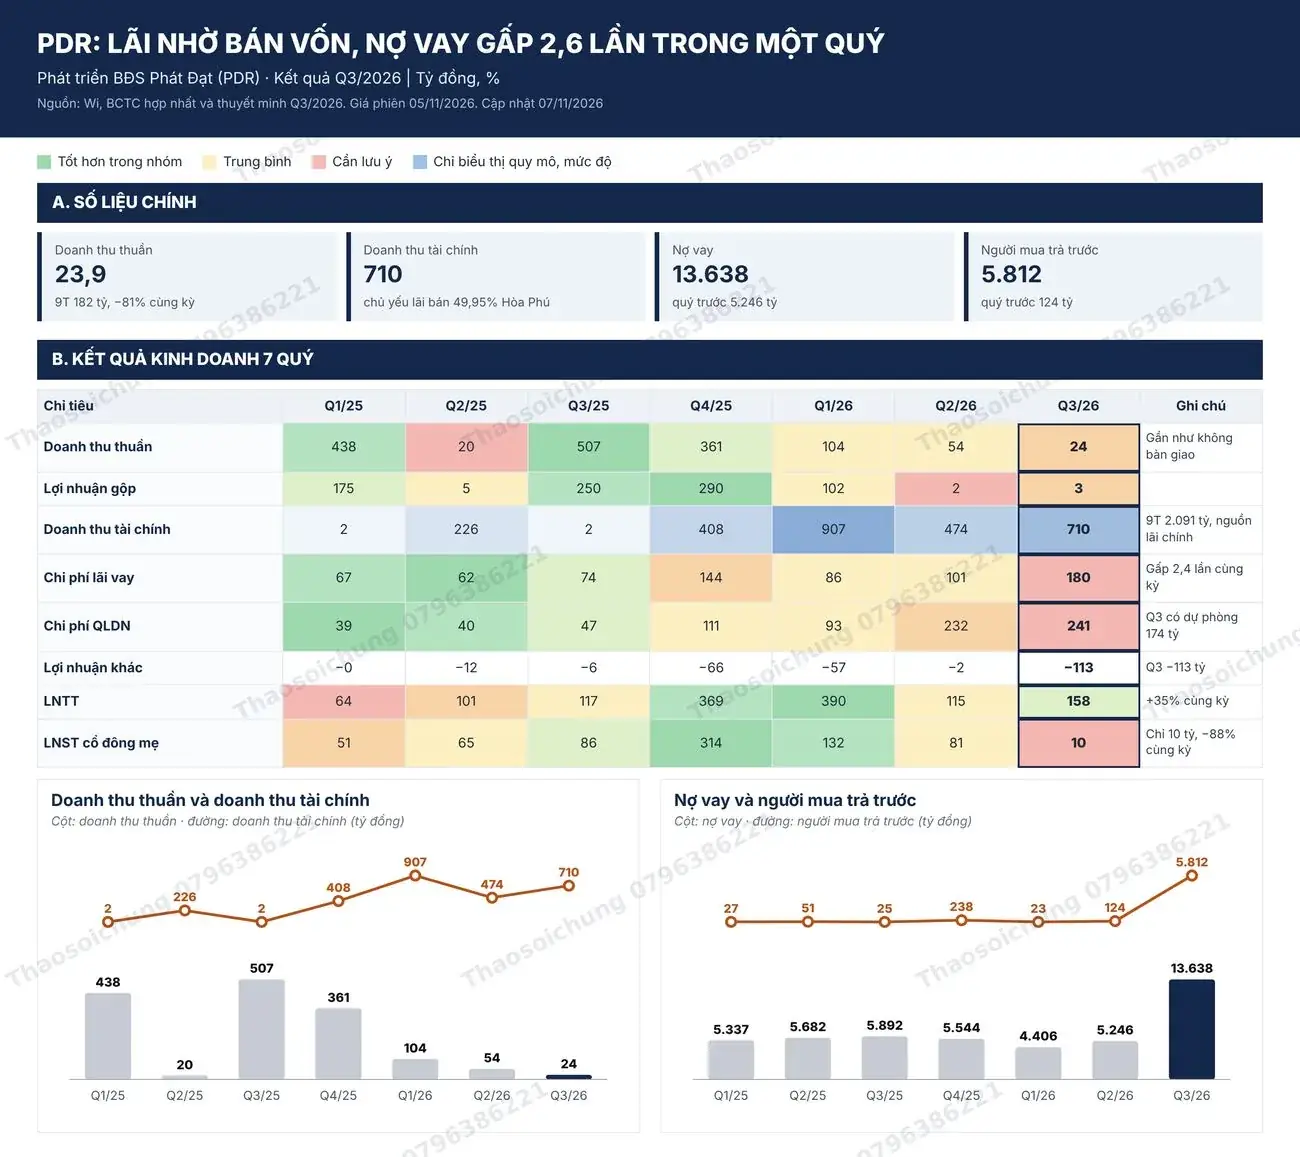 PDR: LÃI NHỜ BÁN VỐN, NỢ VAY GẤP 2,6 LẦN TRONG MỘT QUÝ
Phát triển BĐS Phát Đạt (PDR) · Kết quả Q3/2026 | Tỷ đồng, %
Nguồn: Wi, BCTC hợp nhất và thuyết minh Q3/2026. Giá phiên 05/11/2026. Cập nhật 07/11/2026
Tốt hơn trong nhóm Trung bình Cần lưu ý Chỉ biểu thị quy mô, mức độ
A. SỐ LIỆU CHÍNH
Doanh thu thuần
23,9
9T 182 tỷ, −81% cùng kỳ
Doanh thu tài chính
710
chủ yếu lãi bán 49,95% Hòa Phú
Nợ vay
13.638
quý trước 5.246 tỷ
Người mua trả trước
5.812
quý trước 124 tỷ
B. KẾT QUẢ KINH DOANH 7 QUÝ
Chỉ tiêu Q1/25 Q2/25 Q3/25 Q4/25 Q1/26 Q2/26 Q3/26 Ghi chú
Doanh thu thuần 438 20 507 361 104 54 24 Gần như không
bàn giao
Lợi nhuận gộp 175 5 250 290 102 2 3
Doanh thu tài chính 2 226 2 408 907 474 710 9T 2.091 tỷ, nguồn
lãi chính
Chi phí lãi vay 67 62 74 144 86 101 180 Gấp 2,4 lần cùng
kỳ
Chi phí QLDN 39 40 47 111 93 232 241 Q3 có dự phòng
174 tỷ
Lợi nhuận khác −0 −12 −6 −66 −57 −2 −113 Q3 −113 tỷ
LNTT 64 101 117 369 390 115 158 +35% cùng kỳ
LNST cổ đông mẹ 51 65 86 314 132 81 10 Chỉ 10 tỷ, −88%
cùng kỳ
Doanh thu thuần và doanh thu tài chính
Cột: doanh thu thuần · đường: doanh thu tài chính (tỷ đồng)
2 226 2 408 907 474 710
438 20 507 361 104 54 24
Q1/25 Q2/25 Q3/25 Q4/25 Q1/26 Q2/26 Q3/26
Nợ vay và người mua trả trước
Cột: nợ vay · đường: người mua trả trước (tỷ đồng)
27 51 25 238 23 124 5.812
5.337 5.682 5.892 5.544 4.406 5.246 13.638
Q1/25 Q2/25 Q3/25 Q4/25 Q1/26 Q2/26 Q3/26
Thaosoichung 0796386221